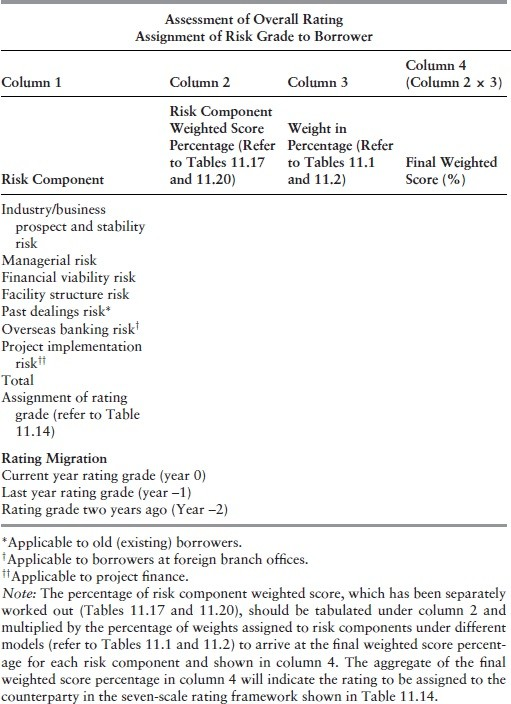 Assessment of Overall Rating
Assignment of Risk Grade to Borrower
Column 1 Column 2 Column 3 Column 4 (Column 2 x 3)
Risk Component Risk Component Weighted Score Percentage (Refer to Tables 11.17 and 11.20) Weight in Percentage (Refer to Tables 11.1 and 11.2) Final Weighted Score (%)
Industry/business
prospect and stability
risk
Managerial risk
Financial viability risk
Facility structure risk
Past dealings risk*
Overseas banking risk†
Project implementation
risk††
Total
Assignment of rating
grade (refer to Table
11.14)
Rating Migration
Current year rating grade (year 0)
Last year rating grade (year –1)
Rating grade two years ago (Year –2)
*Applicable to old (existing) borrowers.
†Applicable to borrowers at foreign branch offices.
††Applicable to project finance.
Note: The percentage of risk component weighted score, which has been separately
worked out (Tables 11.17 and 11.20), should be tabulated under column 2 and
multiplied by the percentage of weights assigned to risk components under different
models (refer to Tables 11.1 and 11.2) to arrive at the final weighted score percent-
age for each risk component and shown in column 4. The aggregate of the final
weighted score percentage in column 4 will indicate the rating to be assigned to the
counterparty in the seven-scale rating framework shown in Table 11.14.